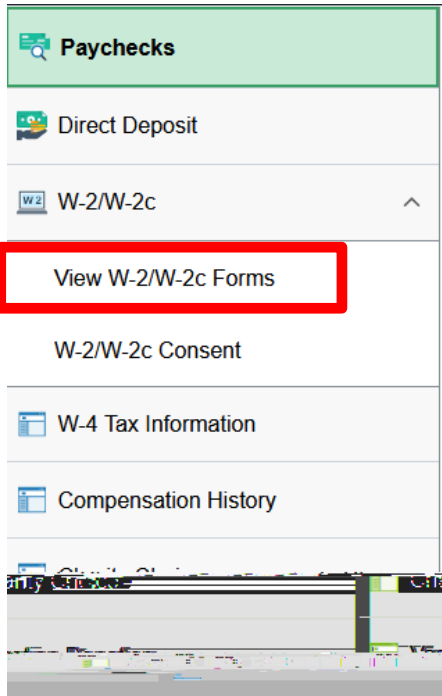 Paychecks
Direct Deposit
W2 W-2/W-2c
View W-2/W-2c Forms
W-2/W-2c Consent
W-4 Tax Information
Compensation History